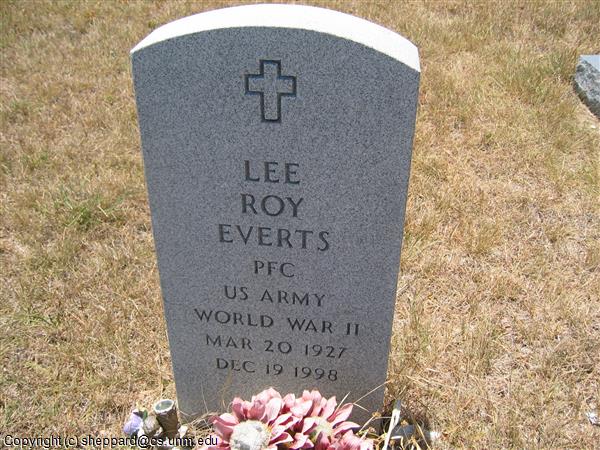 LEE
ROY
EVERTS
PFC
US ARMY
WORLD WAR II
MAR 20 1927
DEC 19 1998
Copyright (c) sheppard@cs.unm.edu